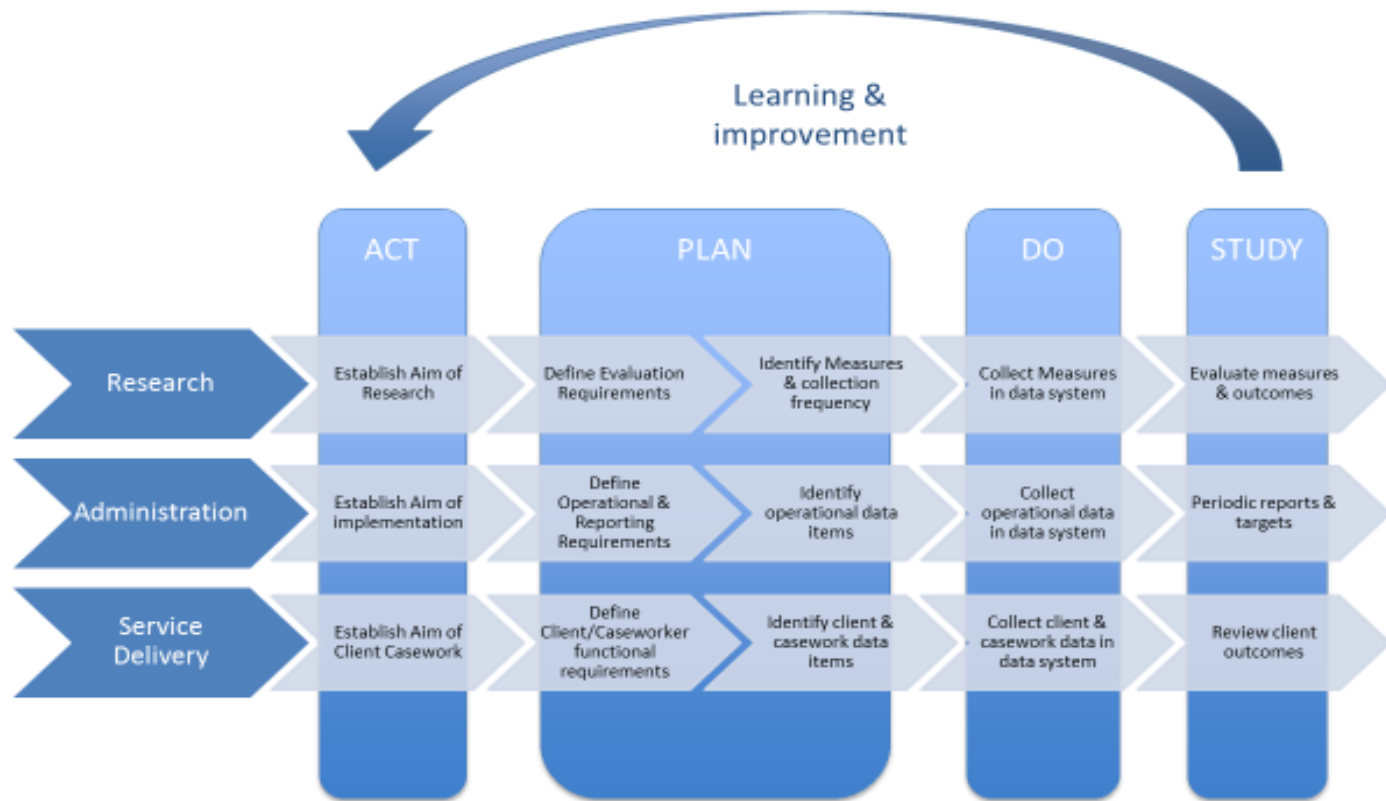 Learning &
improvement
ACT
PLAN
DO
STUDY
Research
Establish Aim of
Research
Define Evaluation
Requirements
Identify Measures
& collection
frequency
Collect Measures
in data system
Evaluate measures
& outcomes
Administration
Establish Aim of
implementation
Define
Operational &
Reporting
Requirements
Identify
operational data
items
Collect
operational data
in data system
Periodic reports &
targets
Service
Delivery
Establish Aim of
Client Casework
Define
Client/Caseworker
functional
requirements
Identify client &
casework data
items
Collect client &
casework data in
data system
Review client
outcomes